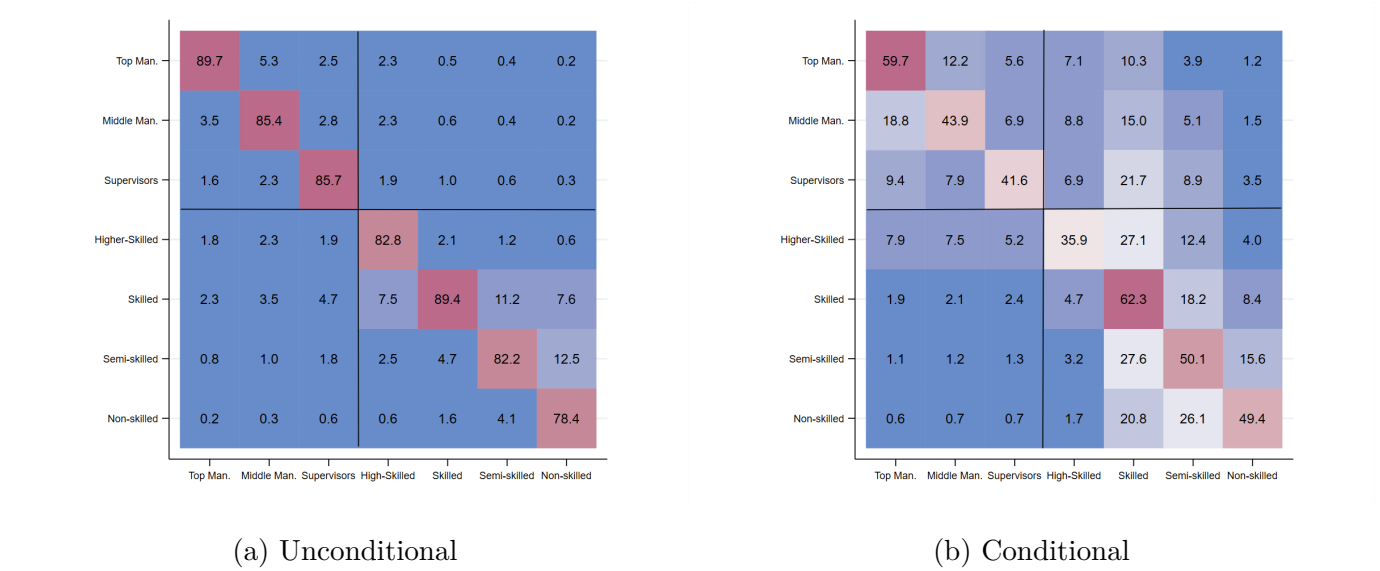 Top Man. 89.7 5.3 2.5 2.3 0.5 0.4 0.2
Middle Man. 3.5 85.4 2.8 2.3 0.6 0.4 0.2
Supervisors 1.6 2.3 85.7 1.9 1.0 0.6 0.3
Higher-Skilled 1.8 2.3 1.9 82.8 2.1 1.2 0.6
Skilled 2.3 3.5 4.7 7.5 89.4 11.2 7.6
Semi-skilled 0.8 1.0 1.8 2.5 4.7 82.2 12.5
Non-skilled 0.2 0.3 0.6 0.6 1.6 4.1 78.4
Top Man. Middle Man. Supervisors High-Skilled Skilled Semi-skilled Non-skilled
(a) Unconditional
Top Man. 59.7 12.2 5.6 7.1 10.3 3.9 1.2
Middle Man. 18.8 43.9 6.9 8.8 15.0 5.1 1.5
Supervisors 9.4 7.9 41.6 6.9 21.7 8.9 3.5
Higher-Skilled 7.9 7.5 5.2 35.9 27.1 12.4 4.0
Skilled 1.9 2.1 2.4 4.7 62.3 18.2 8.4
Semi-skilled 1.1 1.2 1.3 3.2 27.6 50.1 15.6
Non-skilled 0.6 0.7 0.7 1.7 20.8 26.1 49.4
Top Man. Middle Man. Supervisors High-Skilled Skilled Semi-skilled Non-skilled
(b) Conditional